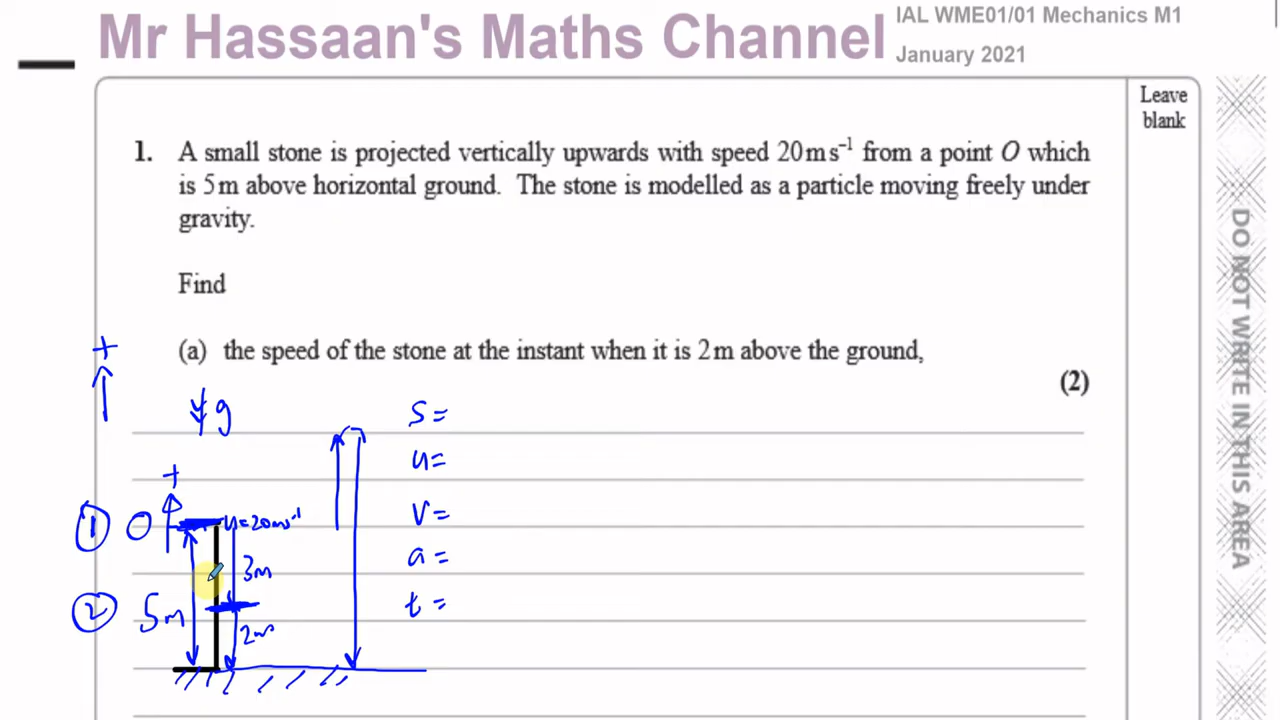 Mr Hassaan's Maths Channel
IAL WME01/01 Mechanics M1
January 2021
Leave
blank
1. A small stone is projected vertically upwards with speed 20 m s⁻¹ from a point O which
is 5 m above horizontal ground. The stone is modelled as a particle moving freely under
gravity.
Find
(a) the speed of the stone at the instant when it is 2 m above the ground,
(2)
+
g
s=
u=
+
① O u=20ms⁻¹
v=
3m
a=
② 5m
t=
2m
DO NOT WRITE IN THIS AREA